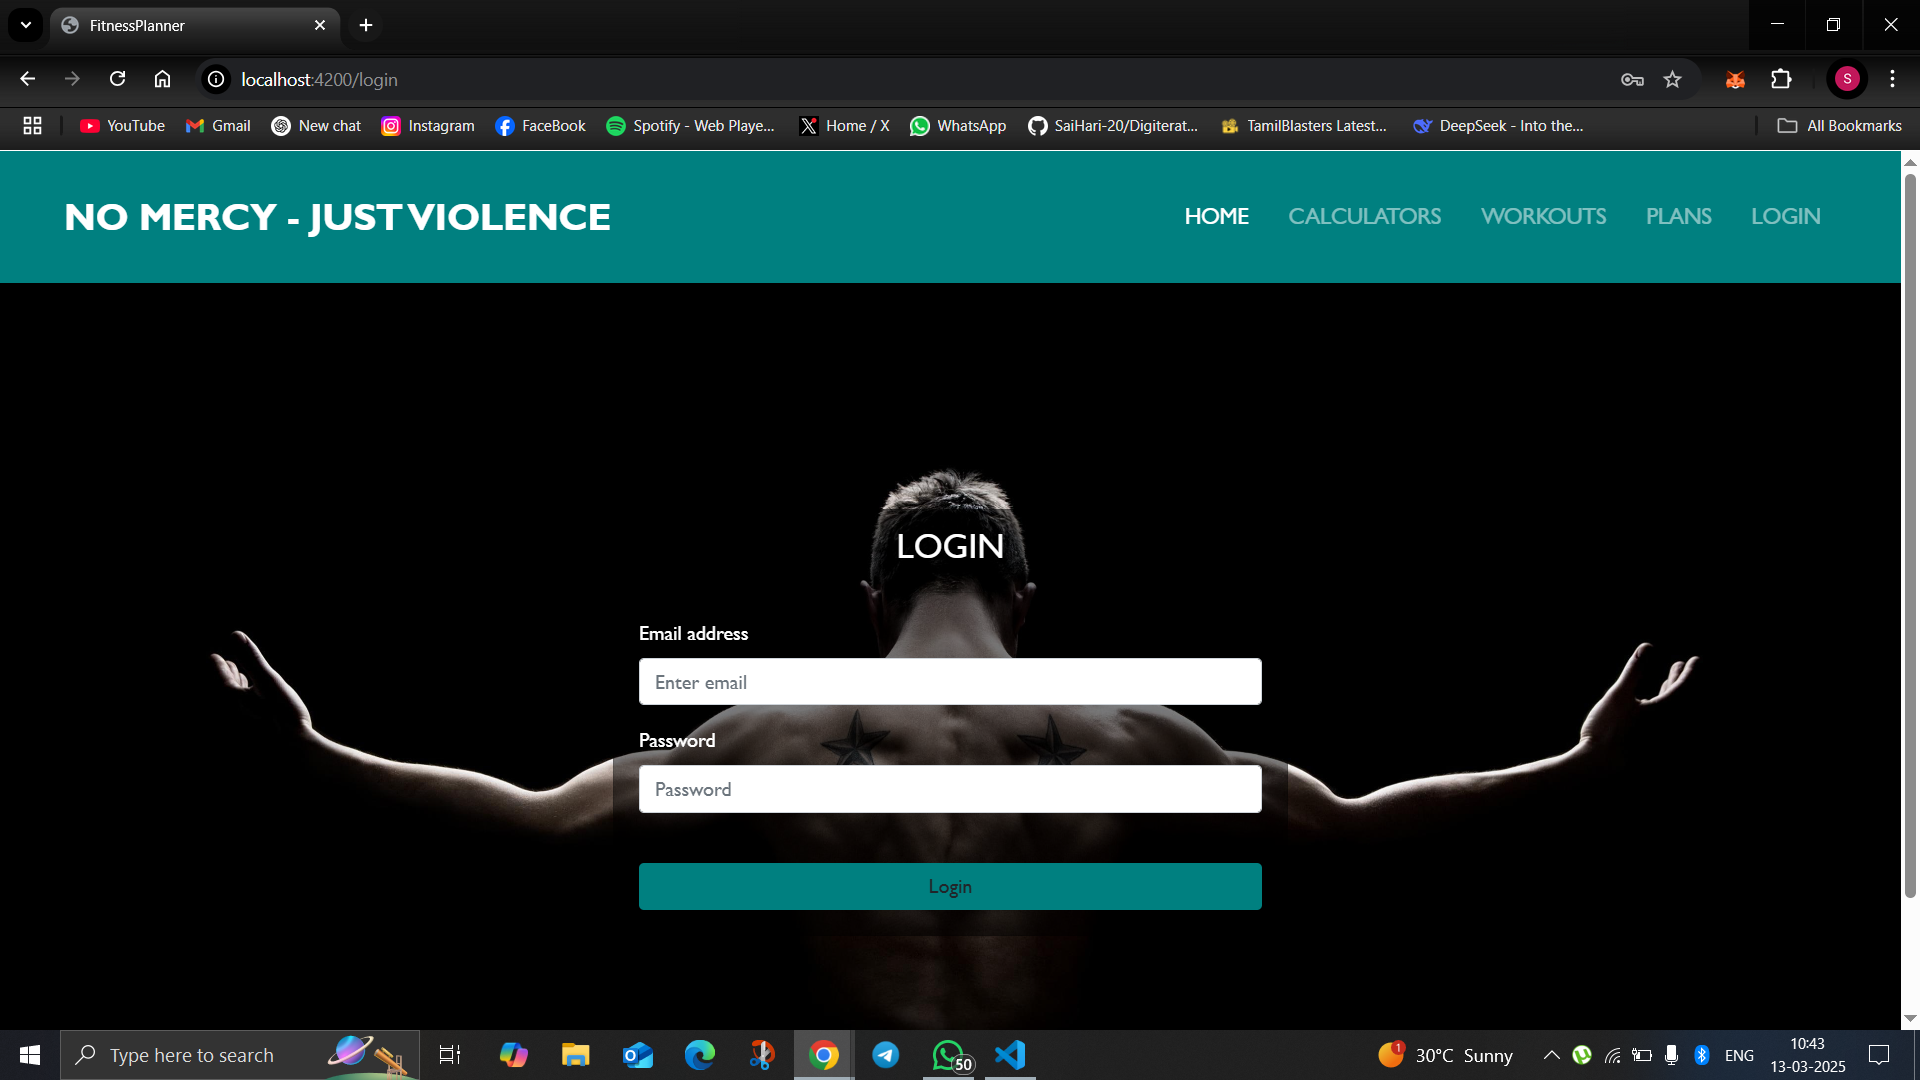 FitnessPlanner
localhost:4200/login
S
YouTube
Gmail
New chat
Instagram
FaceBook
Spotify - Web Playe...
Home / X
WhatsApp
SaiHari-20/Digiterat...
TamilBlasters Latest...
DeepSeek - Into the...
All Bookmarks
NO MERCY - JUST VIOLENCE
HOME
CALCULATORS
WORKOUTS
PLANS
LOGIN
LOGIN
Email address
Enter email
Password
Password
Login
Type here to search
50
1
30°C Sunny
ENG
10:43
13-03-2025